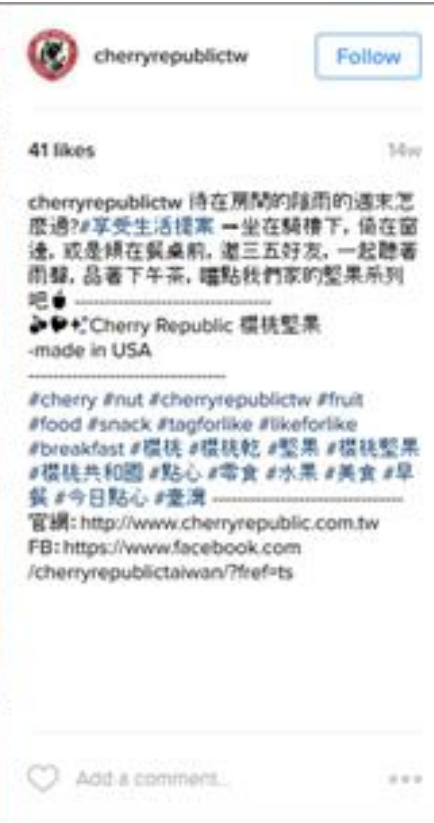 cherryrepublictw
Follow
41 likes
14w
cherryrepublictw 待在房間的陰雨的週末怎
麼過?#享受生活提案 ➖坐在騎樓下, 倚在窗
邊, 或是傾在餐桌前, 邀三五好友, 一起聽著
雨聲, 品著下午茶, 嚐點我們家的堅果系列
吧 ------------------------------
Cherry Republic 櫻桃堅果
-made in USA
------------------------------
#cherry #nut #cherryrepublictw #fruit
#food #snack #tagforlike #likeforlike
#breakfast #櫻桃 #櫻桃乾 #堅果 #櫻桃堅果
#櫻桃共和國 #點心 #零食 #水果 #美食 #早
餐 #今日點心 #臺灣 ------------------------------
官網: http://www.cherryrepublic.com.tw
FB: https://www.facebook.com
/cherryrepublictaiwan/?fref=ts
Add a comment...